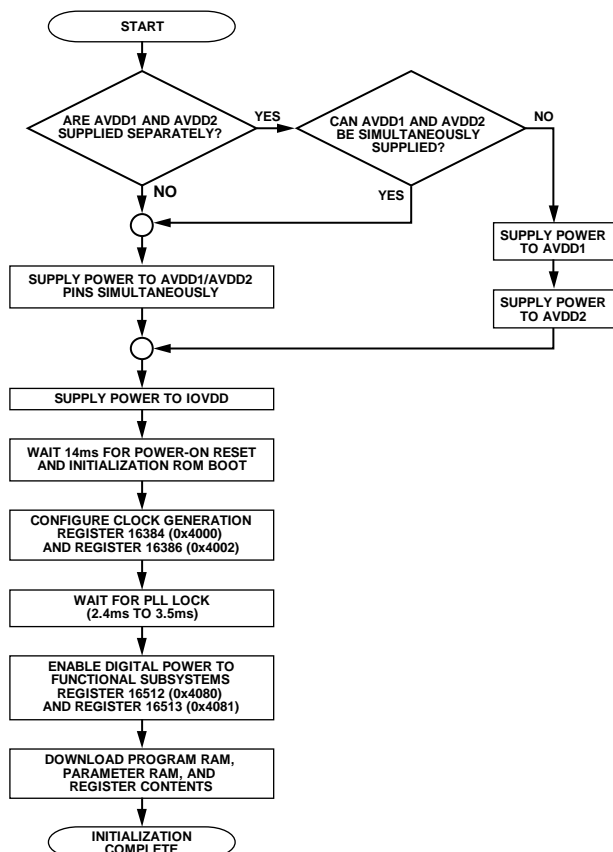 START
ARE AVDD1 AND AVDD2
SUPPLIED SEPARATELY?
YES
CAN AVDD1 AND AVDD2
BE SIMULTANEOUSLY
SUPPLIED?
NO
NO
YES
SUPPLY POWER
TO AVDD1
SUPPLY POWER TO AVDD1/AVDD2
PINS SIMULTANEOUSLY
SUPPLY POWER
TO AVDD2
SUPPLY POWER TO IOVDD
WAIT 14ms FOR POWER-ON RESET
AND INITIALIZATION ROM BOOT
CONFIGURE CLOCK GENERATION
REGISTER 16384 (0x4000)
AND REGISTER 16386 (0x4002)
WAIT FOR PLL LOCK
(2.4ms TO 3.5ms)
ENABLE DIGITAL POWER TO
FUNCTIONAL SUBSYSTEMS
REGISTER 16512 (0x4080)
AND REGISTER 16513 (0x4081)
DOWNLOAD PROGRAM RAM,
PARAMETER RAM, AND
REGISTER CONTENTS
INITIALIZATION
COMPLETE